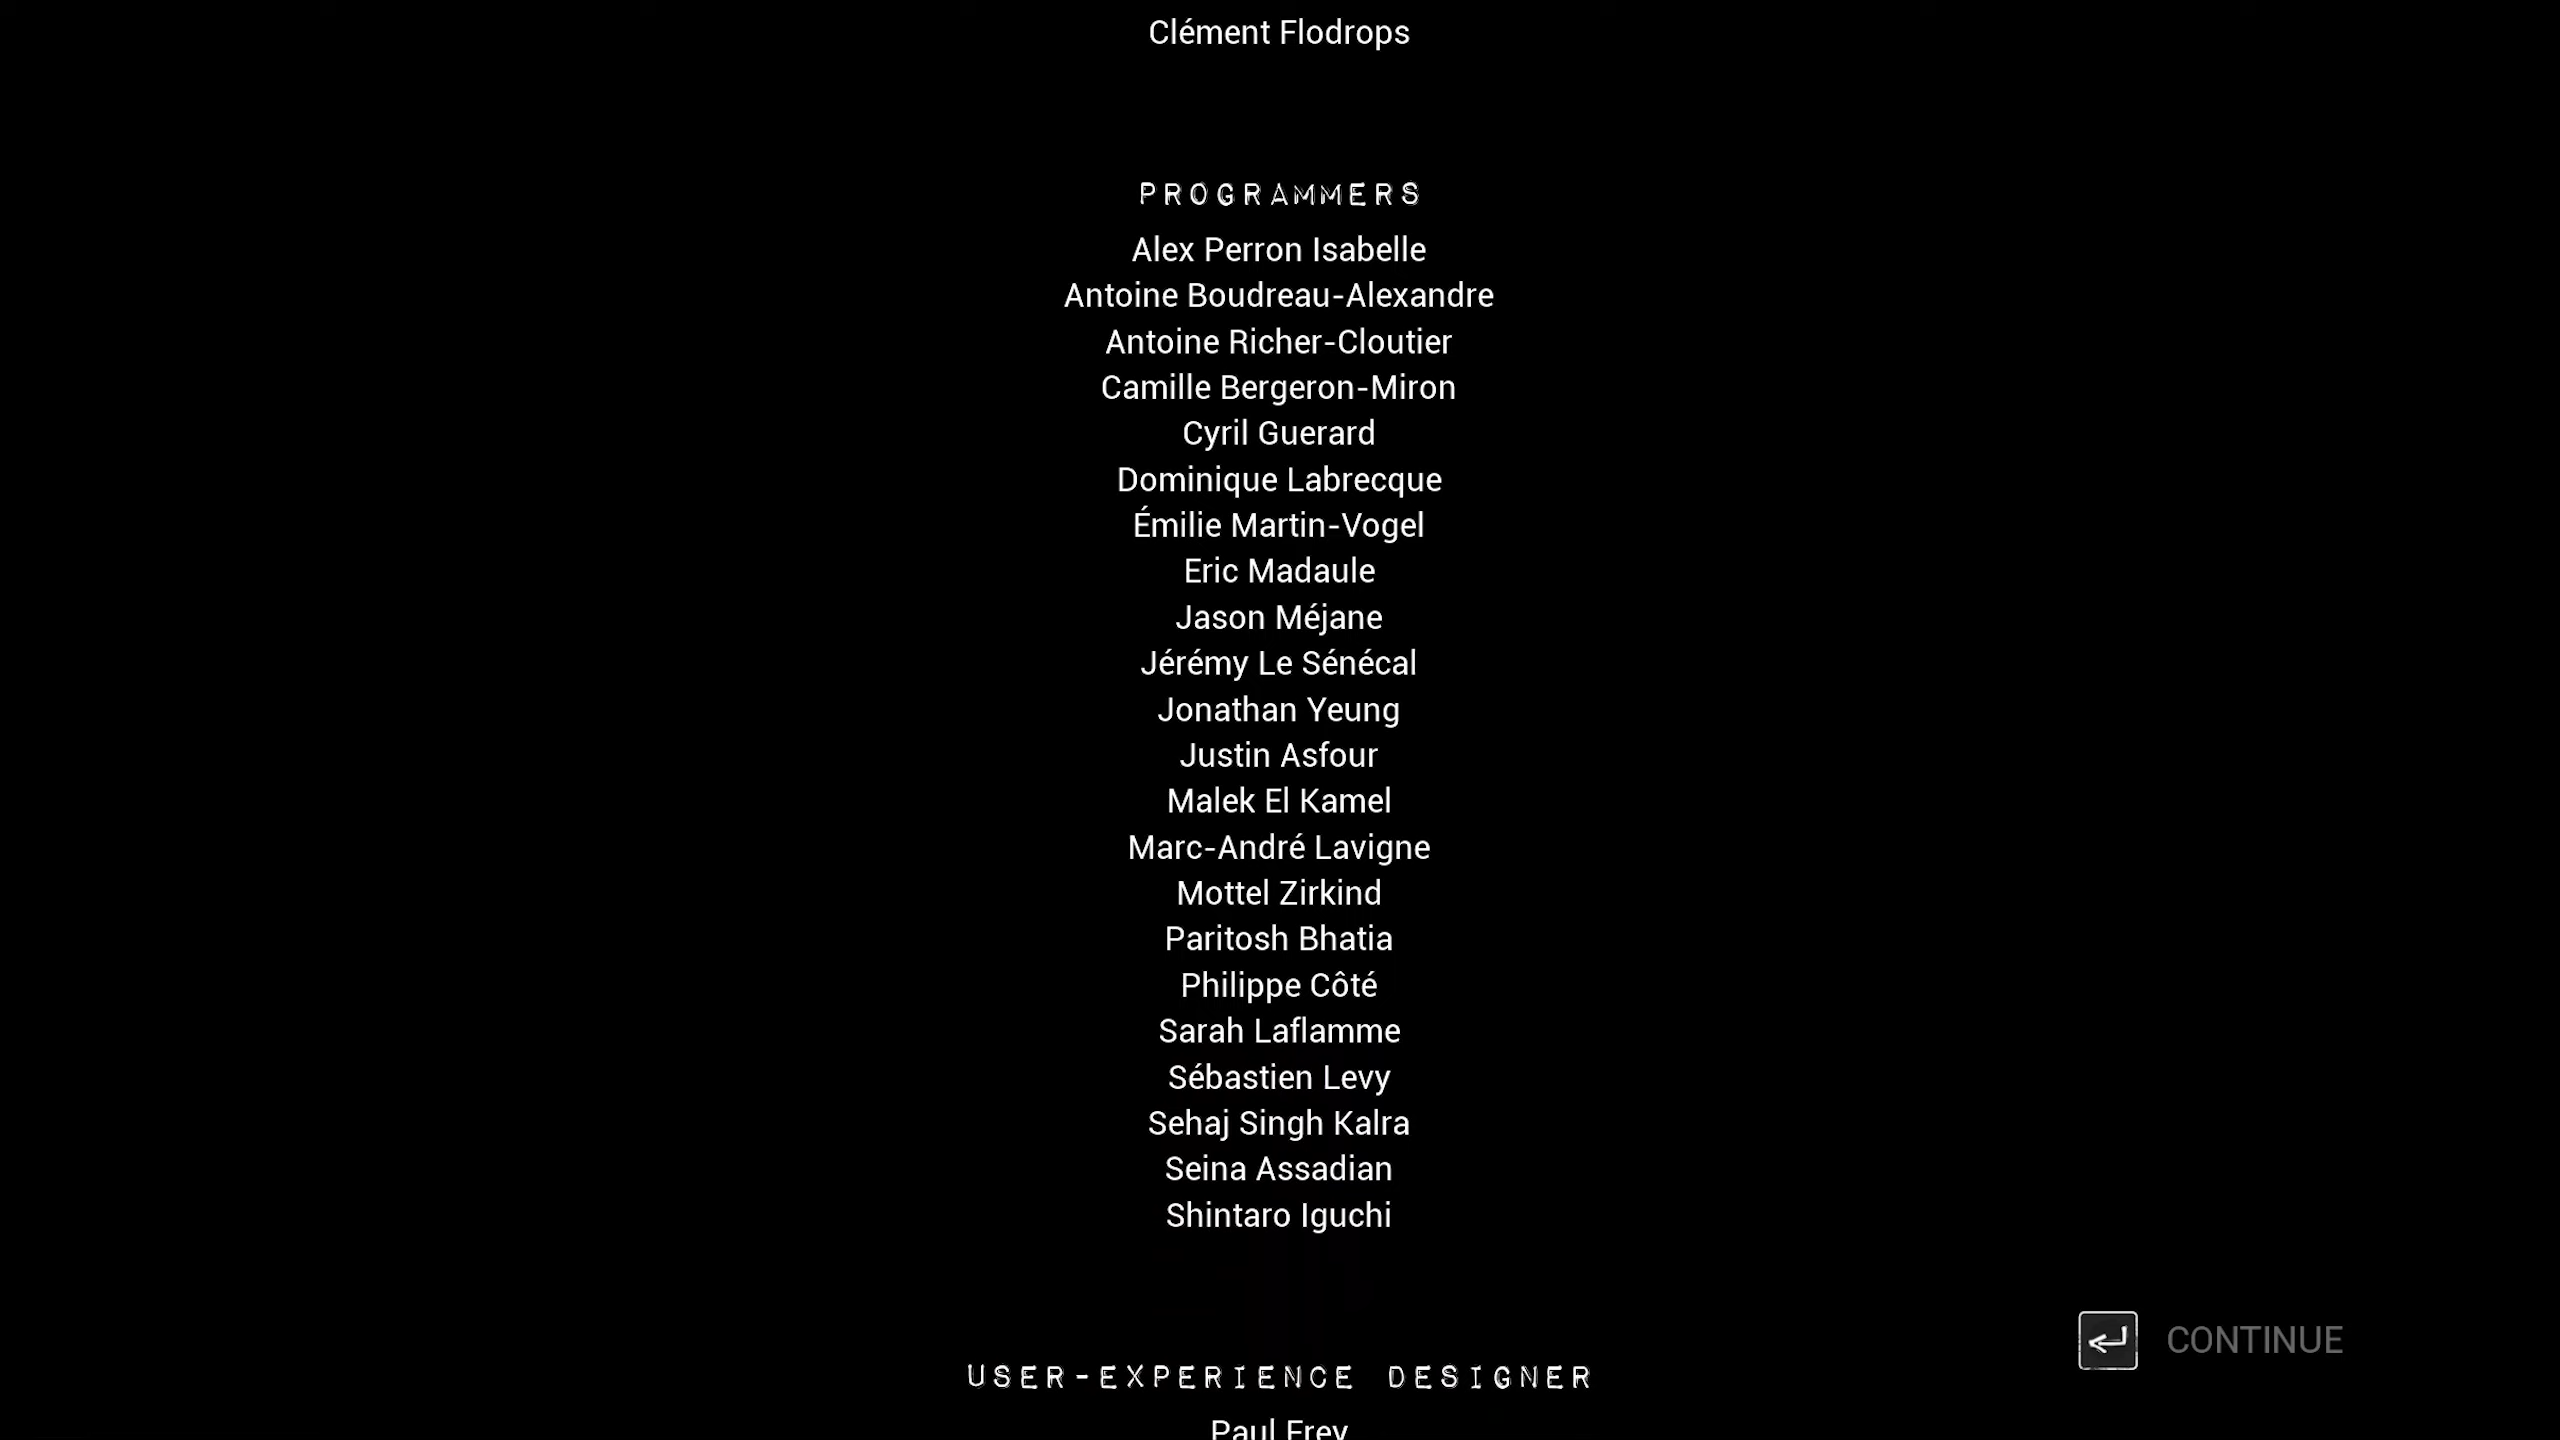 Clément Flodrops
PROGRAMMERS
Alex Perron Isabelle
Antoine Boudreau-Alexandre
Antoine Richer-Cloutier
Camille Bergeron-Miron
Cyril Guerard
Dominique Labrecque
Émilie Martin-Vogel
Eric Madaule
Jason Méjane
Jérémy Le Sénécal
Jonathan Yeung
Justin Asfour
Malek El Kamel
Marc-André Lavigne
Mottel Zirkind
Paritosh Bhatia
Philippe Côté
Sarah Laflamme
Sébastien Levy
Sehaj Singh Kalra
Seina Assadian
Shintaro Iguchi
CONTINUE
USER-EXPERIENCE DESIGNER
Paul Frey